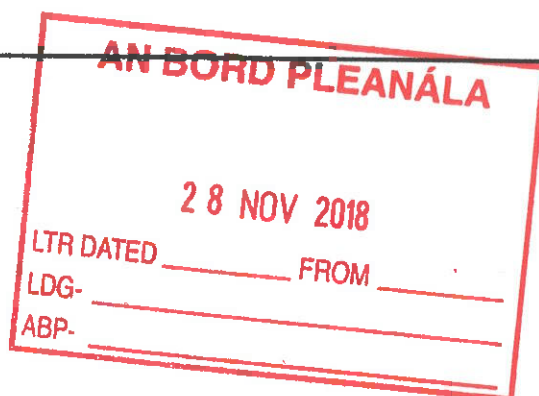 AN BORD PLEANÁLA
28 NOV 2018
LTR DATED FROM
LDG-
ABP-